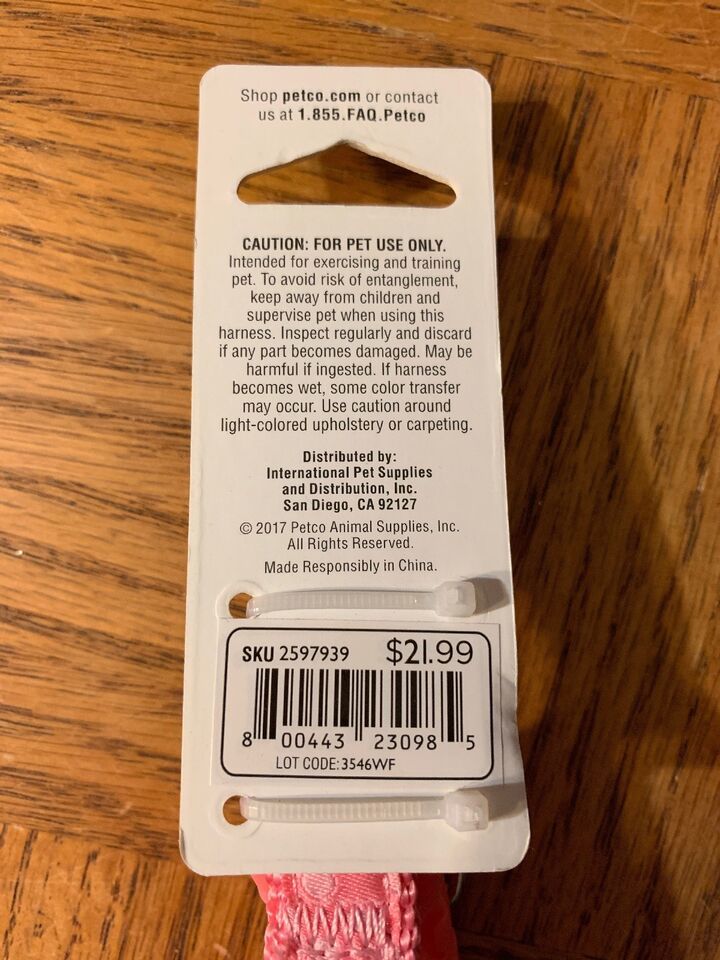 Shop petco.com or contact
us at 1.855.FAQ.Petco
CAUTION: FOR PET USE ONLY.
Intended for exercising and training
pet. To avoid risk of entanglement,
keep away from children and
supervise pet when using this
harness. Inspect regularly and discard
if any part becomes damaged. May be
harmful if ingested. If harness
becomes wet, some color transfer
may occur. Use caution around
light-colored upholstery or carpeting.
Distributed by:
International Pet Supplies
and Distribution, Inc.
San Diego, CA 92127
© 2017 Petco Animal Supplies, Inc.
All Rights Reserved.
Made Responsibly in China.
SKU 2597939 $21.99
8 00443 23098 5
LOT CODE:3546WF